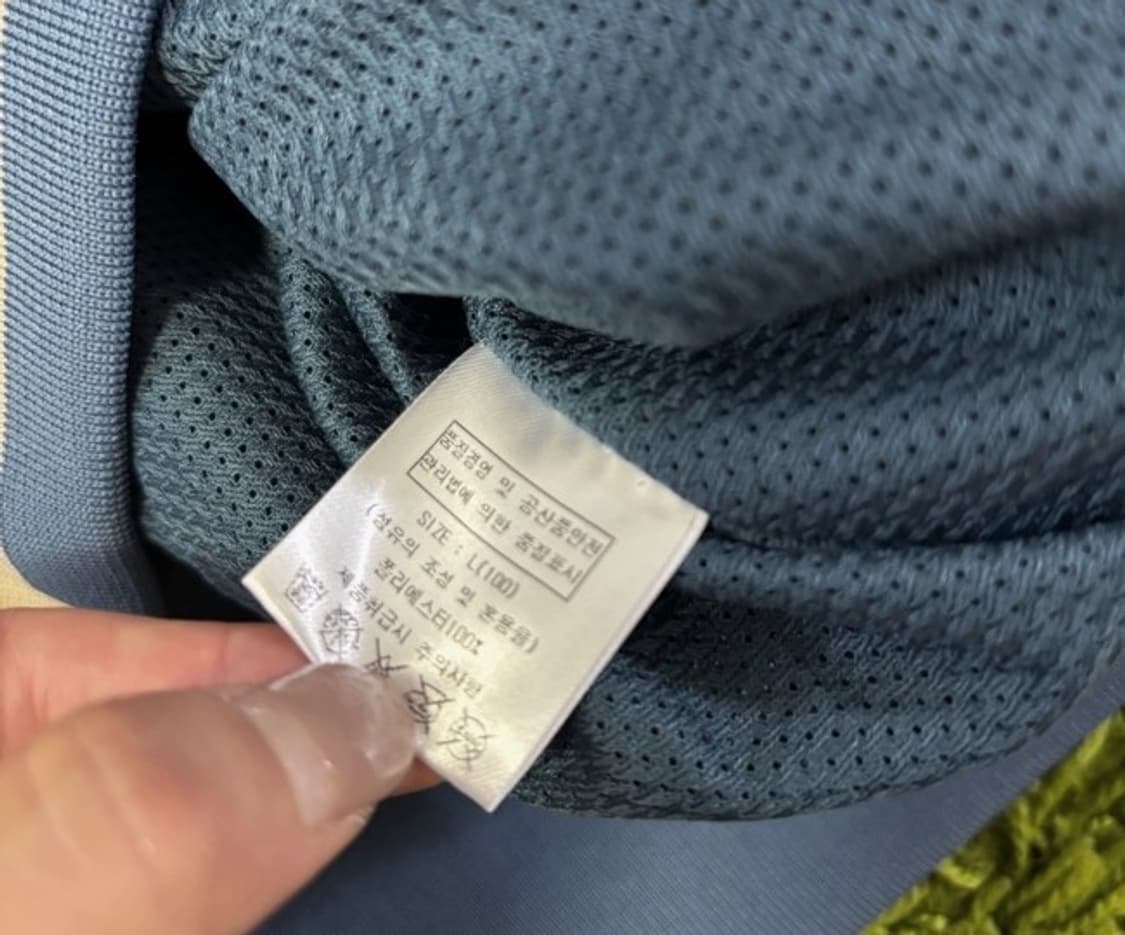 품질경영 및 공산품안전
관리법에 의한 품질표시
SIZE : L(100)
(섬유의 조성 및 혼용율)
폴리에스터100%
제품취급시 주의사항